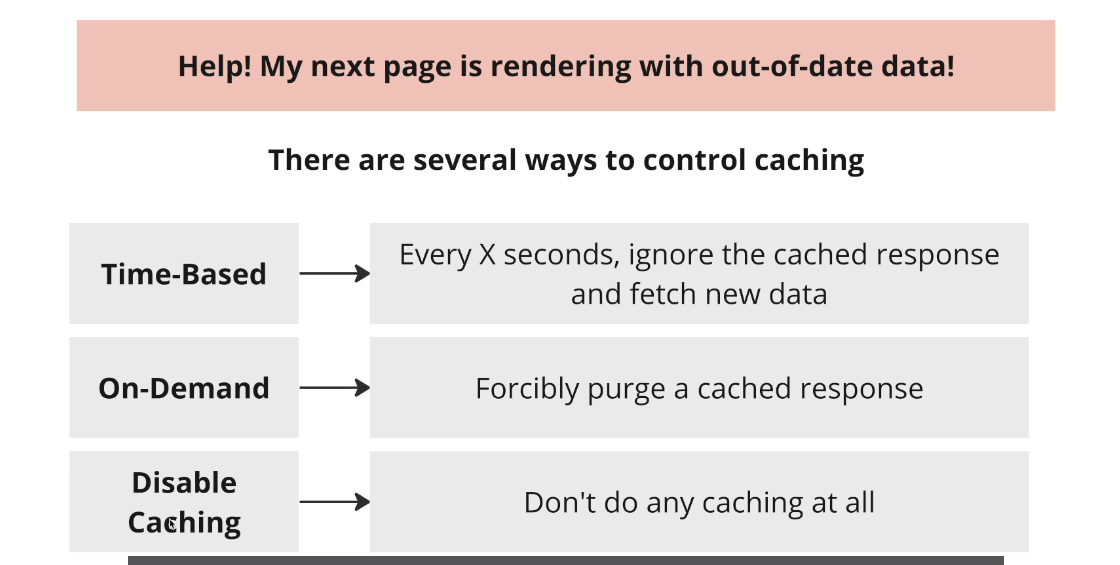 Help! My next page is rendering with out-of-date data!
There are several ways to control caching
Time-Based
Every X seconds, ignore the cached response
and fetch new data
On-Demand
Forcibly purge a cached response
Disable
Caching
Don't do any caching at all